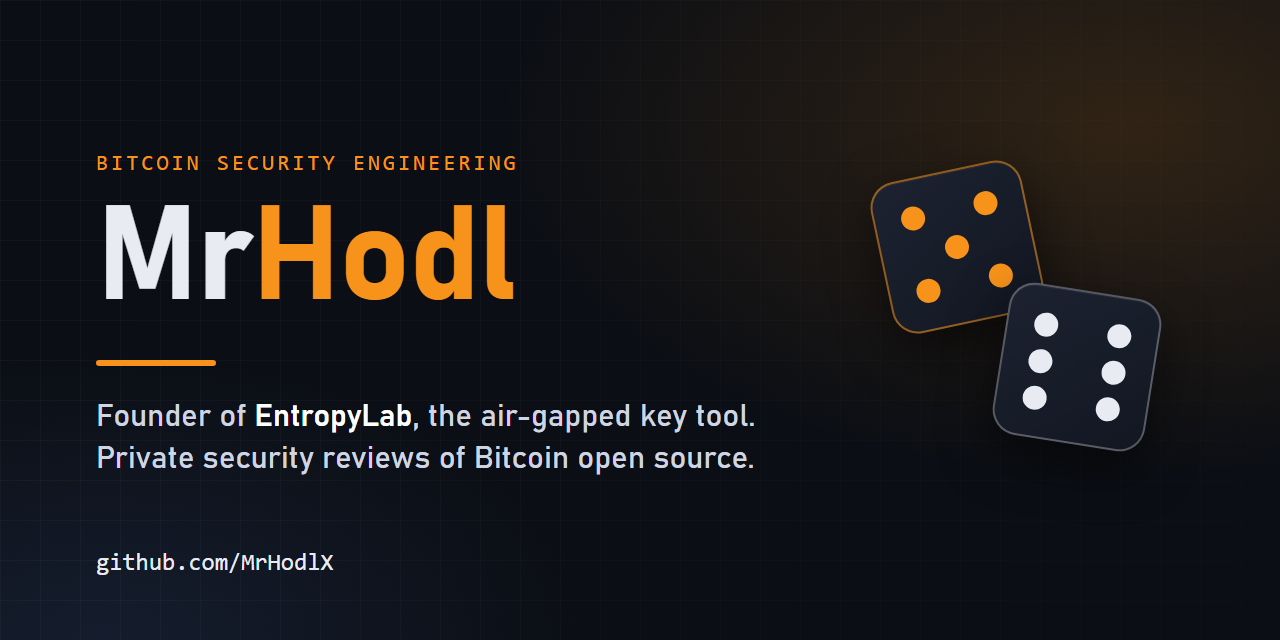 BITCOIN SECURITY ENGINEERING
MrHodl
Founder of EntropyLab, the air-gapped key tool.
Private security reviews of Bitcoin open source.
github.com/MrHodlX